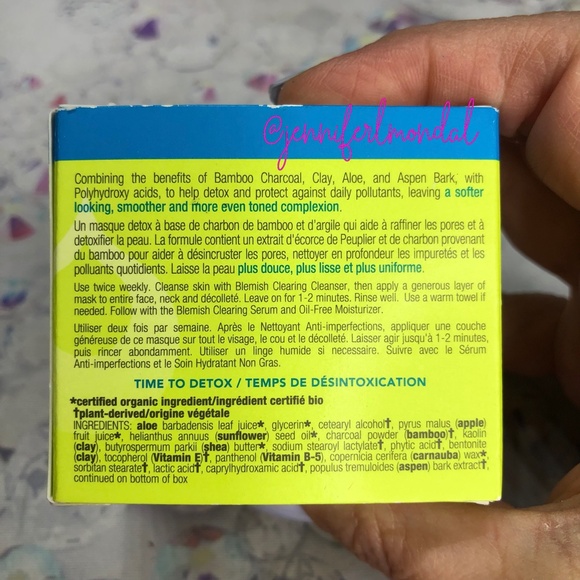 @jenniferlmondal
Combining the benefits of Bamboo Charcoal, Clay, Aloe, and Aspen Bark, with
Polyhydroxy acids, to help detox and protect against daily pollutants, leaving a softer
looking, smoother and more even toned complexion.
Un masque détox à base de charbon de bamboo et d'argile qui aide à raffiner les pores et à
détoxifier la peau. La formule contient un extrait d'écorce de Peuplier et de charbon provenant
du bamboo pour aider à désincruster les pores, nettoyer en profondeur les impuretés et les
polluants quotidients. Laisse la peau plus douce, plus lisse et plus uniforme.
Use twice weekly. Cleanse skin with Blemish Clearing Cleanser, then apply a generous layer of
mask to entire face, neck and décolleté. Leave on for 1-2 minutes. Rinse well. Use a warm towel if
needed. Follow with the Blemish Clearing Serum and Oil-Free Moisturizer.
Utiliser deux fois par semaine. Après le Nettoyant Anti-imperfections, appliquer une couche
généreuse de ce masque sur tout le visage, le cou et le décolleté. Laisser agir jusqu'à 1-2 minutes,
puis rincer abondamment. Utiliser un linge humide si necessaire. Suivre avec le Sérum
Anti-imperfections et le Soin Hydratant Non Gras.
TIME TO DETOX / TEMPS DE DÉSINTOXICATION
*certified organic ingredient/ingrédient certifié bio
†plant-derived/origine végétale
INGREDIENTS: aloe barbadensis leaf juice*, glycerin*, cetearyl alcohol†, pyrus malus (apple)
fruit juice*, helianthus annuus (sunflower) seed oil*, charcoal powder (bamboo)†, kaolin
(clay), butyrospermum parkii (shea) butter*, sodium stearoyl lactylate†, phytic acid†, bentonite
(clay), tocopherol (Vitamin E)†, panthenol (Vitamin B-5), copernicia cerifera (carnauba) wax*,
sorbitan stearate†, lactic acid†, caprylhydroxamic acid†, populus tremuloides (aspen) bark extract†,
continued on bottom of box